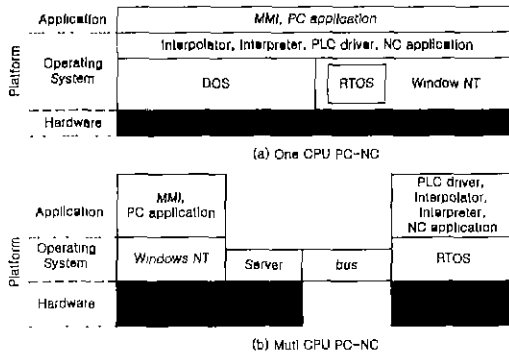 Application
MMI, PC application
Interpolator, Interpreter, PLC driver, NC application
Platform
Operating
System
DOS
RTOS
Window NT
Hardware
(a) One CPU PC-NC
Application
MMI,
PC application
PLC driver,
Interpolator,
Interpreter,
NC application
Platform
Operating
System
Windows NT
Server
bus
RTOS
Hardware
(b) Mutl CPU PC-NC